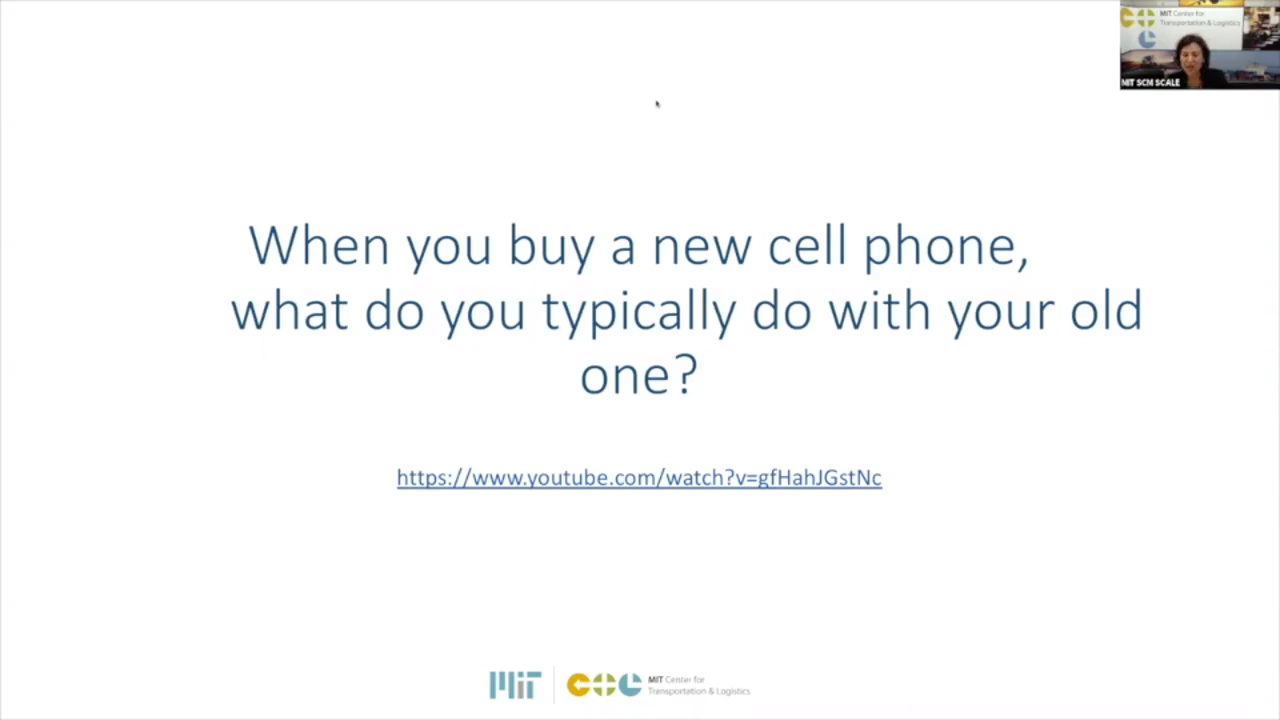 MIT Center for
Transportation & Logistics
MIT SCM SCALE
When you buy a new cell phone,
what do you typically do with your old
one?
https://www.youtube.com/watch?v=gfHahJGstNc
MIT
MIT Center for
Transportation & Logistics